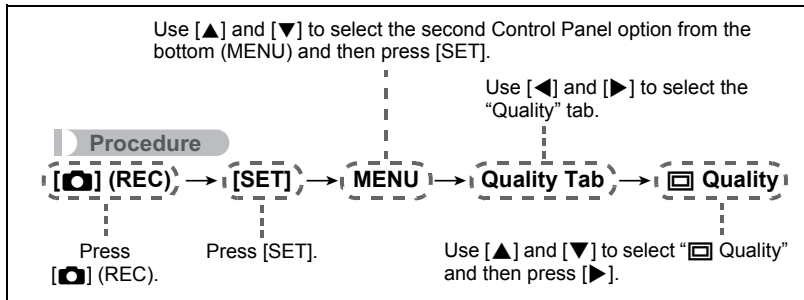 Use [▲] and [▼] to select the second Control Panel option from the
bottom (MENU) and then press [SET].
Use [◀] and [▶] to select the
“Quality” tab.
Procedure
[📷] (REC) → [SET] → MENU → Quality Tab → Quality
Press
[📷] (REC).
Press [SET].
Use [▲] and [▼] to select “ Quality”
and then press [▶].